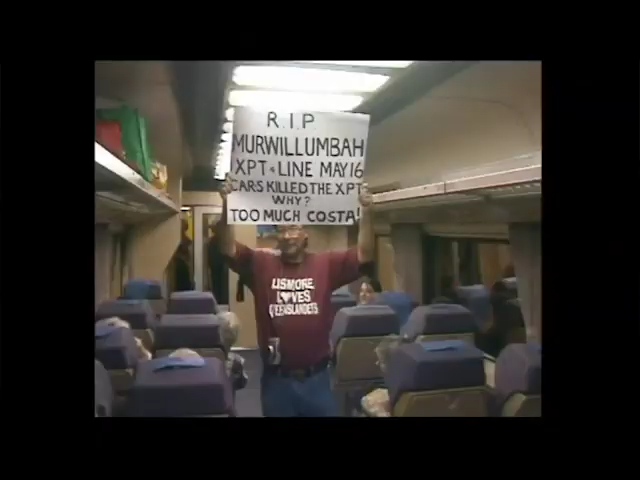 R.I.P
MURWILLUMBAH
XPT & LINE MAY 16
CARS KILLED THE XPT
WHY?
TOO MUCH COSTA!
LISMORE
LOVES
QUEENSLANDERS